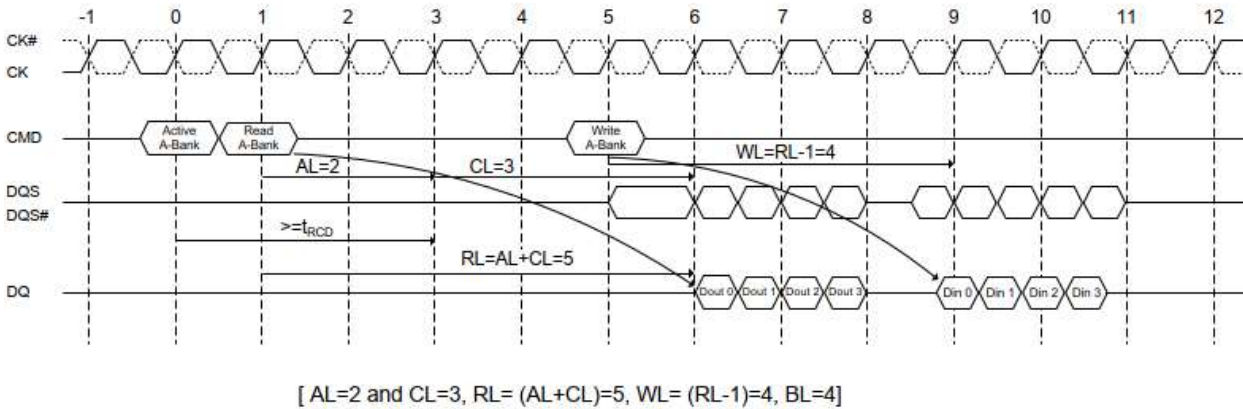 -1 0 1 2 3 4 5 6 7 8 9 10 11 12
CK#
CK
CMD
Active
A-Bank
Read
A-Bank
Write
A-Bank
AL=2
CL=3
WL=RL-1=4
DQS
DQS#
>=tRCD
RL=AL+CL=5
DQ
Dout 0 Dout 1 Dout 2 Dout 3 Din 0 Din 1 Din 2 Din 3
[ AL=2 and CL=3, RL= (AL+CL)=5, WL= (RL-1)=4, BL=4]